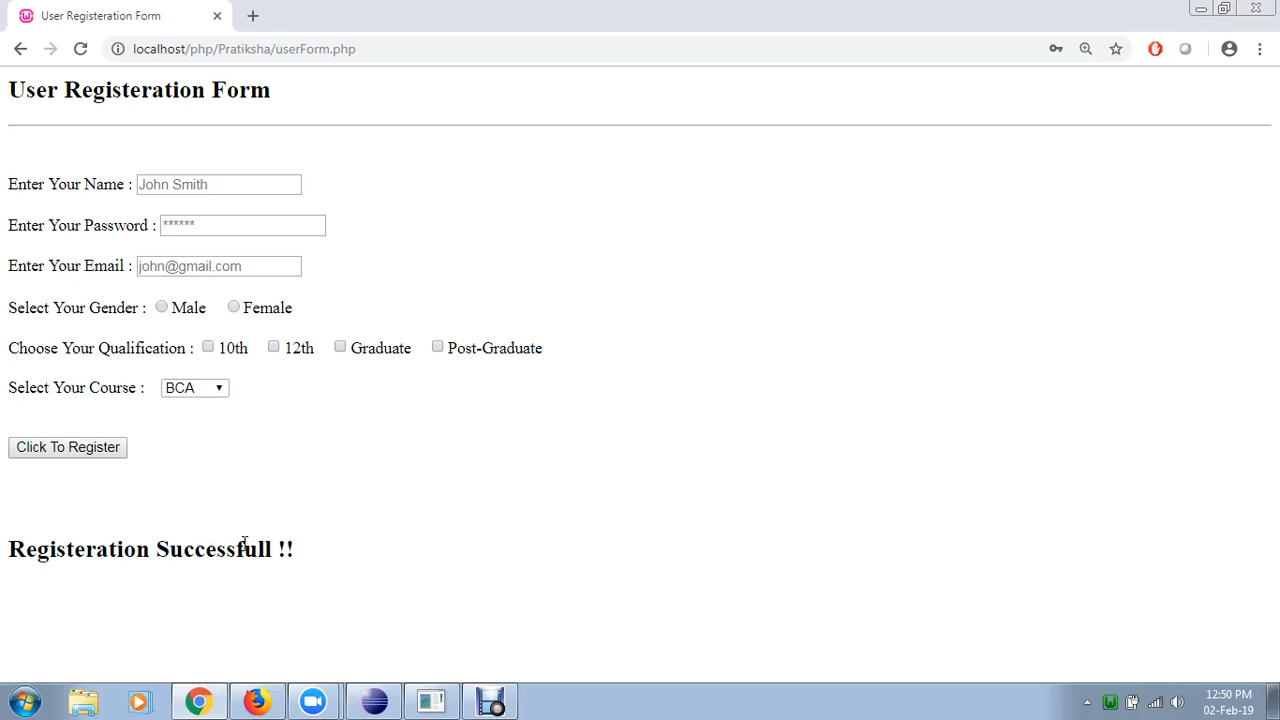 User Registeration Form
localhost/php/Pratiksha/userForm.php
User Registeration Form
Enter Your Name : John Smith
Enter Your Password : ******
Enter Your Email : john@gmail.com
Select Your Gender : Male Female
Choose Your Qualification : 10th 12th Graduate Post-Graduate
Select Your Course : BCA
Click To Register
Registeration Successfull !!
12:50 PM
02-Feb-19